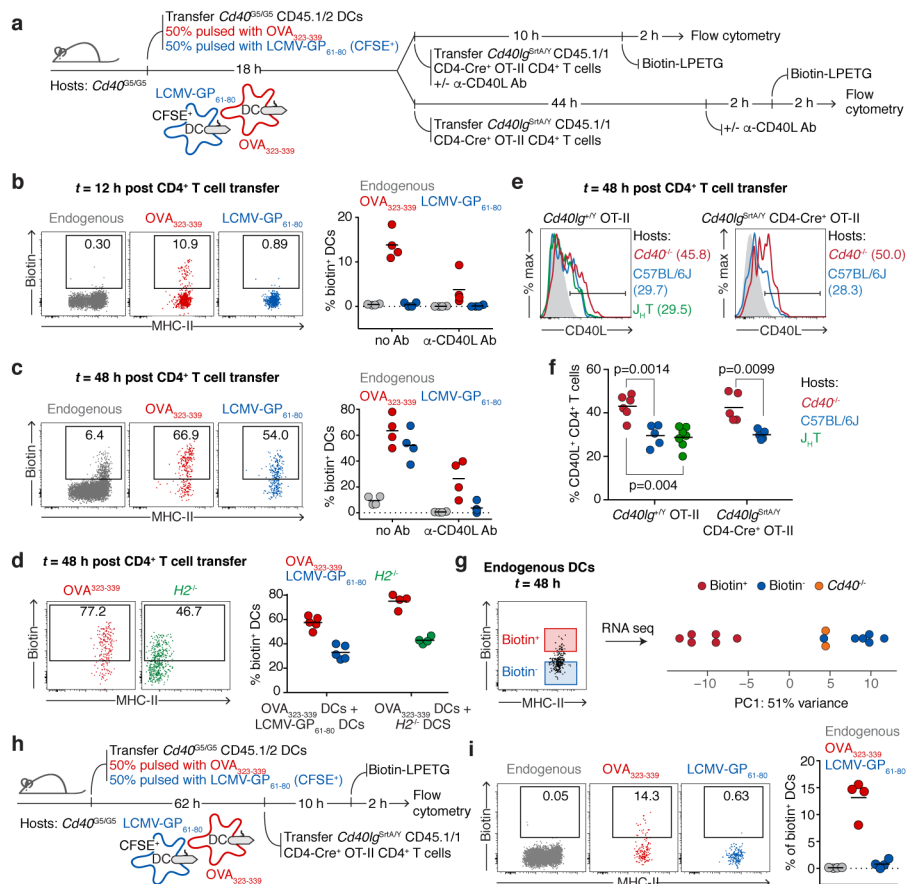 a
Transfer Cd40G5/G5 CD45.1/2 DCs
50% pulsed with OVA323-339
50% pulsed with LCMV-GP61-80 (CFSE+)
Hosts: Cd40G5/G5
18 h
LCMV-GP61-80
CFSE+
DC
DC
OVA323-339
10 h
2 h
Flow cytometry
Transfer Cd40lgSrtA/Y CD45.1/1
CD4-Cre+ OT-II CD4+ T cells
+/- α-CD40L Ab
Biotin-LPETG
Biotin-LPETG
44 h
2 h
2 h
Flow
cytometry
Transfer Cd40lgSrtA/Y CD45.1/1
CD4-Cre+ OT-II CD4+ T cells
+/- α-CD40L Ab
b
t = 12 h post CD4+ T cell transfer
Endogenous
OVA323-339
LCMV-GP61-80
0.30
10.9
0.89
Biotin
MHC-II
Endogenous
OVA323-339 LCMV-GP61-80
% biotin+ DCs
20
10
0
no Ab
α-CD40L Ab
c
t = 48 h post CD4+ T cell transfer
Endogenous
OVA323-339
LCMV-GP61-80
6.4
66.9
54.0
Biotin
MHC-II
Endogenous
OVA323-339 LCMV-GP61-80
% biotin+ DCs
80
60
40
20
0
no Ab
α-CD40L Ab
d
t = 48 h post CD4+ T cell transfer
OVA323-339
H2-/-
77.2
46.7
Biotin
MHC-II
OVA323-339
LCMV-GP61-80
H2-/-
% biotin+ DCs
80
60
40
20
0
OVA323-339 DCs +
LCMV-GP61-80 DCs
OVA323-339 DCs +
H2-/- DCS
e
t = 48 h post CD4+ T cell transfer
Cd40lg+/Y OT-II
% max
CD40L
Hosts:
Cd40-/- (45.8)
C57BL/6J
(29.7)
JHT (29.5)
Cd40lgSrtA/Y CD4-Cre+ OT-II
% max
CD40L
Hosts:
Cd40-/- (50.0)
C57BL/6J
(28.3)
f
% CD40L+ CD4+ T cells
60
40
20
0
p=0.0014
p=0.0099
p=0.004
Cd40lg+/Y OT-II
Cd40lgSrtA/Y
CD4-Cre+ OT-II
Hosts:
Cd40-/-
C57BL/6J
JHT
g
Endogenous DCs
t = 48 h
Biotin
Biotin+
Biotin-
MHC-II
RNA seq
Biotin+
Biotin-
Cd40-/-
-10
-5
0
5
10
PC1: 51% variance
h
Transfer Cd40G5/G5 CD45.1/2 DCs
50% pulsed with OVA323-339
50% pulsed with LCMV-GP61-80 (CFSE+)
Biotin-LPETG
62 h
10 h
2 h
Flow
cytometry
Hosts: Cd40G5/G5
LCMV-GP61-80
CFSE+
DC
DC
OVA323-339
Transfer Cd40lgSrtA/Y CD45.1/1
CD4-Cre+ OT-II CD4+ T cells
i
Endogenous
OVA323-339
LCMV-GP61-80
0.05
14.3
0.63
Biotin
MHC-II
Endogenous
OVA323-339
LCMV-GP61-80
% of biotin+ DCs
20
15
10
5
0